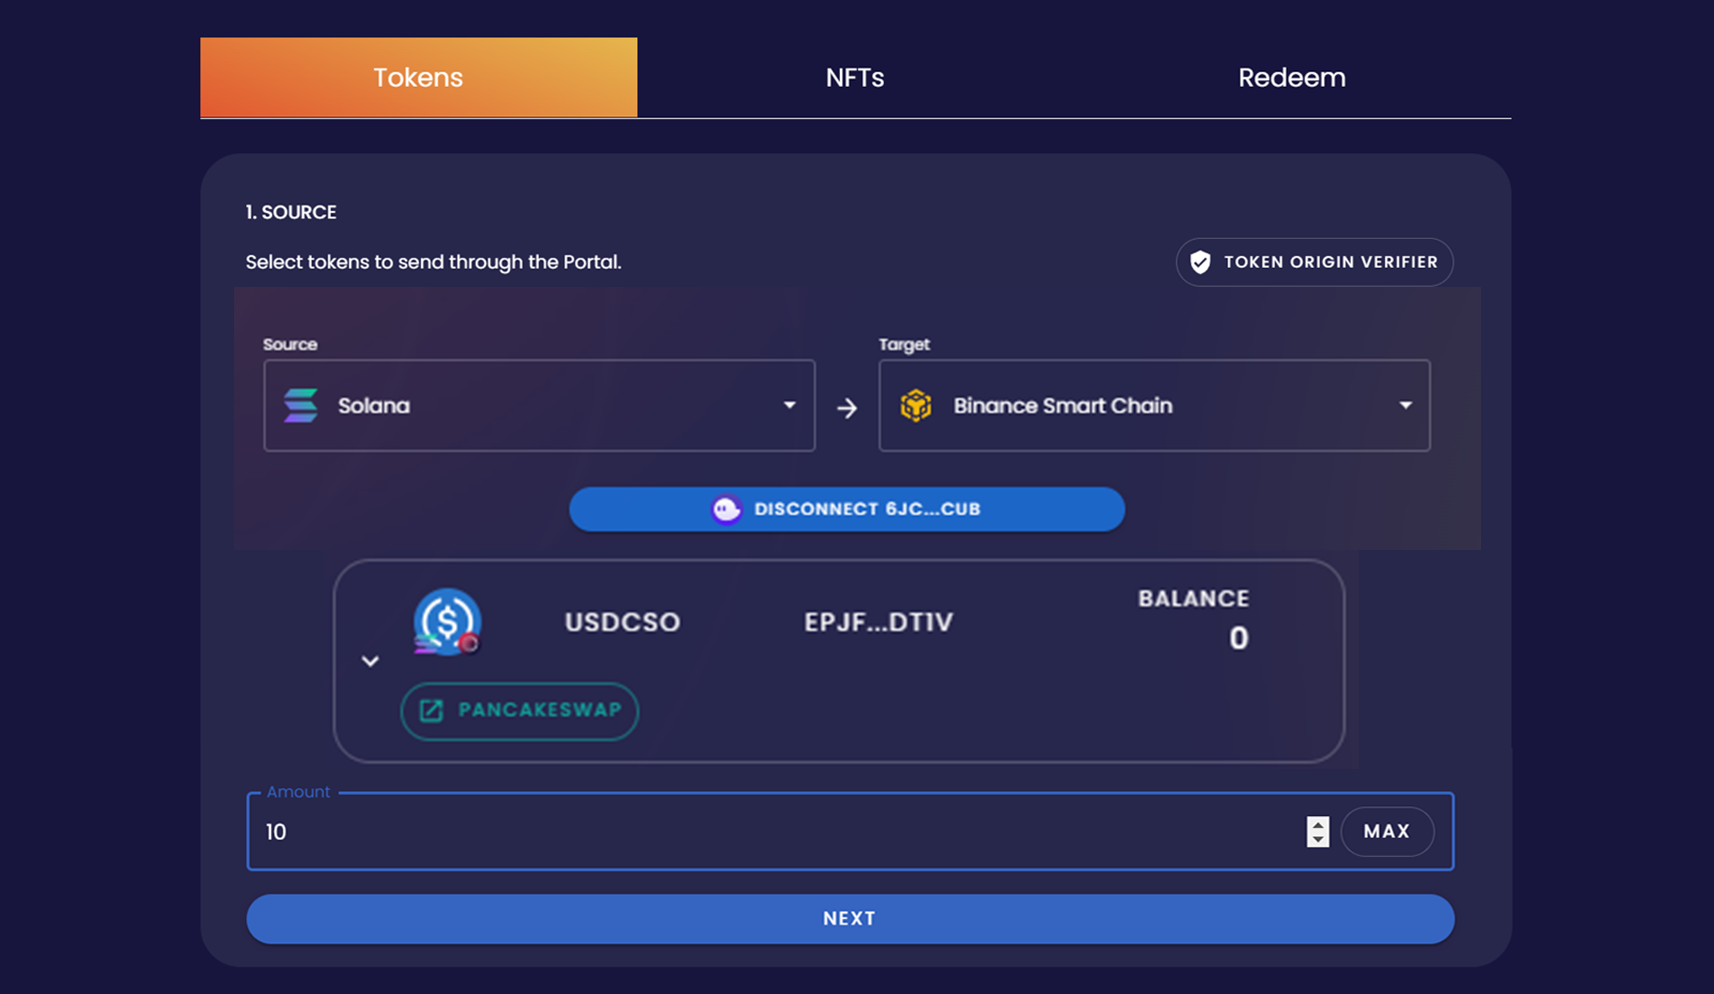 Tokens
NFTs
Redeem
1. SOURCE
Select tokens to send through the Portal.
TOKEN ORIGIN VERIFIER
Source
Target
Solana
Binance Smart Chain
DISCONNECT 6JC...CUB
BALANCE
USDCSO
EPJF...DT1V
0
PANCAKESWAP
Amount
10
MAX
NEXT